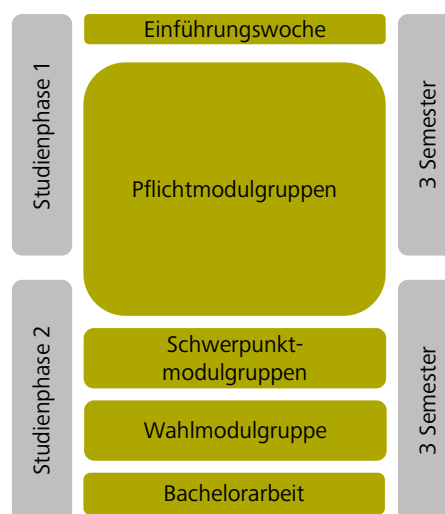 Einführungswoche
Studienphase 1
Pflichtmodulgruppen
3 Semester
Studienphase 2
Schwerpunkt-
modulgruppen
Wahlmodulgruppe
Bachelorarbeit
3 Semester